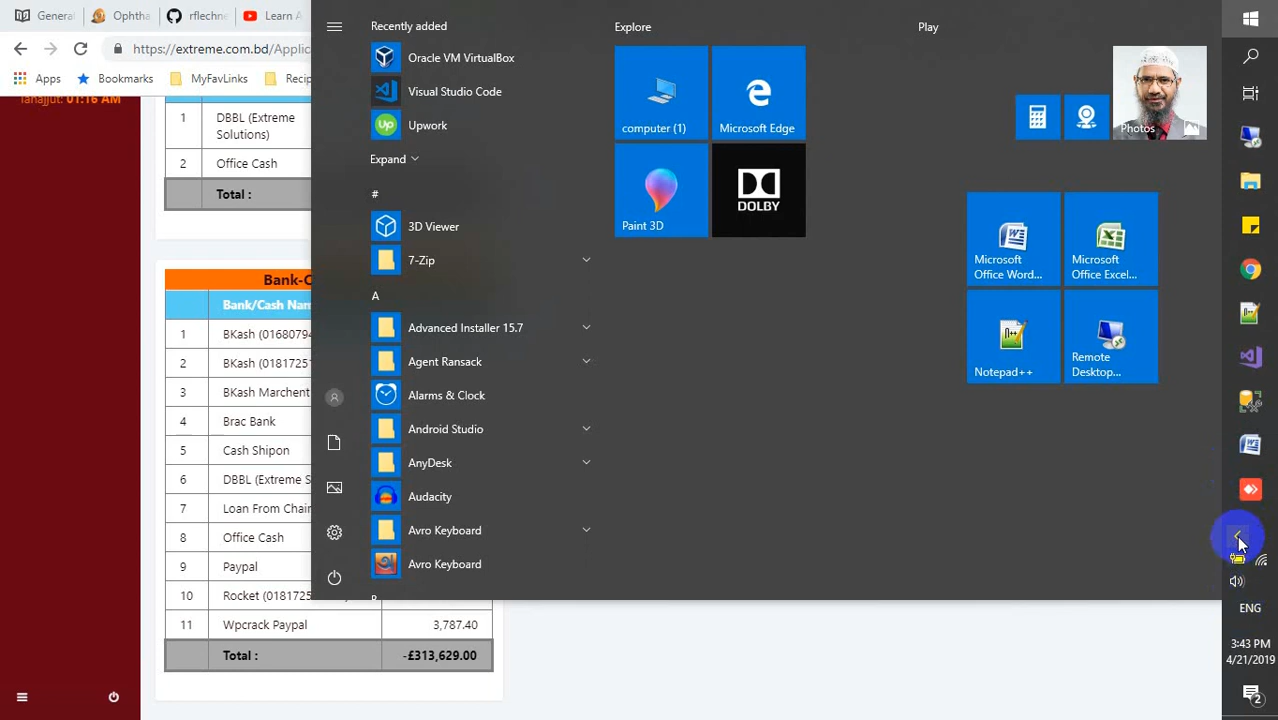 General
Ophtha
rflechne
Learn A
https://extreme.com.bd/Applic
Apps
Bookmarks
MyFavLinks
Recip
Tahajjut: 01:16 AM
1
DBBL (Extreme
Solutions)
2
Office Cash
Total :
Bank-C
Bank/Cash Nam
1
BKash (01680794
2
BKash (0181725
3
BKash Marchent
4
Brac Bank
5
Cash Shipon
6
DBBL (Extreme S
7
Loan From Chair
8
Office Cash
9
Paypal
10
Rocket (0181725
11
Wpcrack Paypal
3,787.40
Total :
-£313,629.00
Recently added
Oracle VM VirtualBox
Visual Studio Code
Up
Upwork
Expand
#
3D Viewer
7-Zip
A
Advanced Installer 15.7
Agent Ransack
Alarms & Clock
Android Studio
AnyDesk
Audacity
Avro Keyboard
Avro Keyboard
Explore
computer (1)
Microsoft Edge
Paint 3D
DOLBY
Play
Photos
Microsoft
Office Word...
Microsoft
Office Excel...
Notepad++
Remote
Desktop...
ENG
3:43 PM
4/21/2019
2